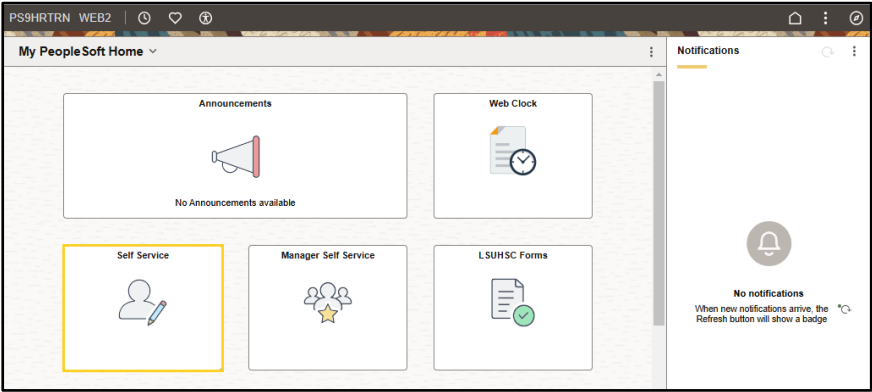 PS9HRTRN WEB2
My PeopleSoft Home
Notifications
Announcements
No Announcements available
Web Clock
Self Service
Manager Self Service
LSUHSC Forms
No notifications
When new notifications arrive, the
Refresh button will show a badge